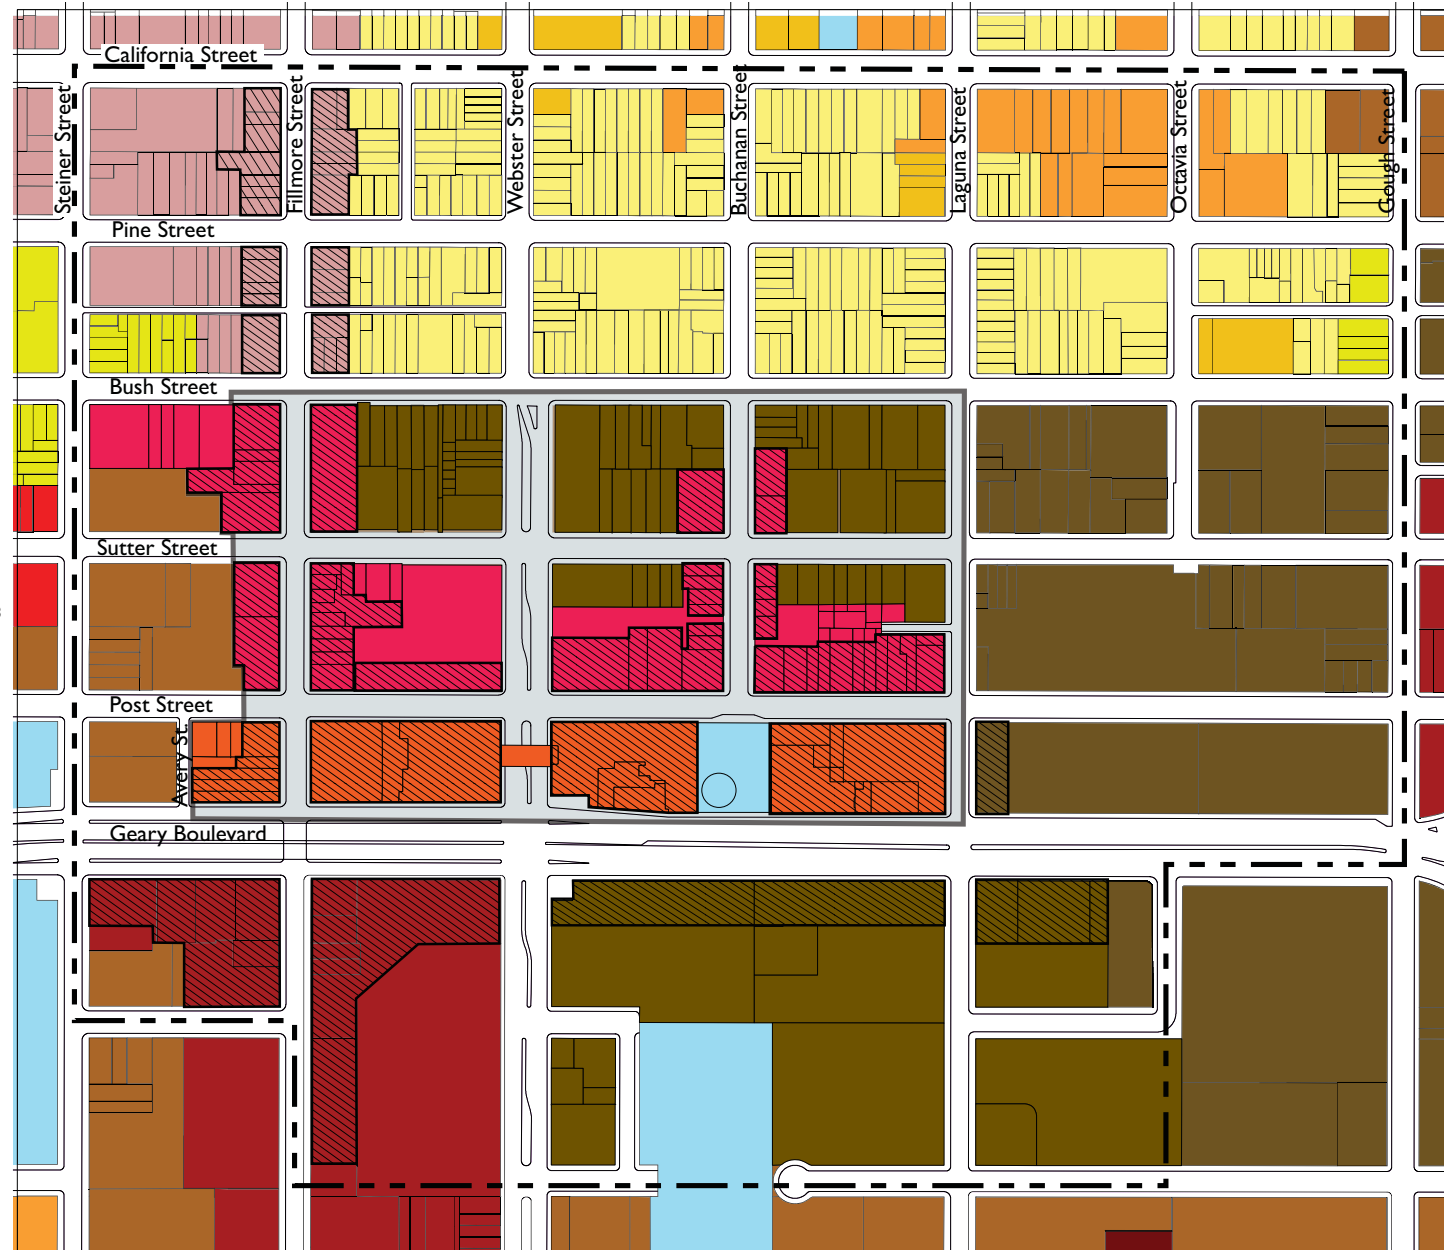 California Street
Steiner Street
Fillmore Street
Webster Street
Buchanan Street
Laguna Street
Octavia Street
Gough Street
Pine Street
Bush Street
Sutter Street
Post Street
Avery St.
Geary Boulevard